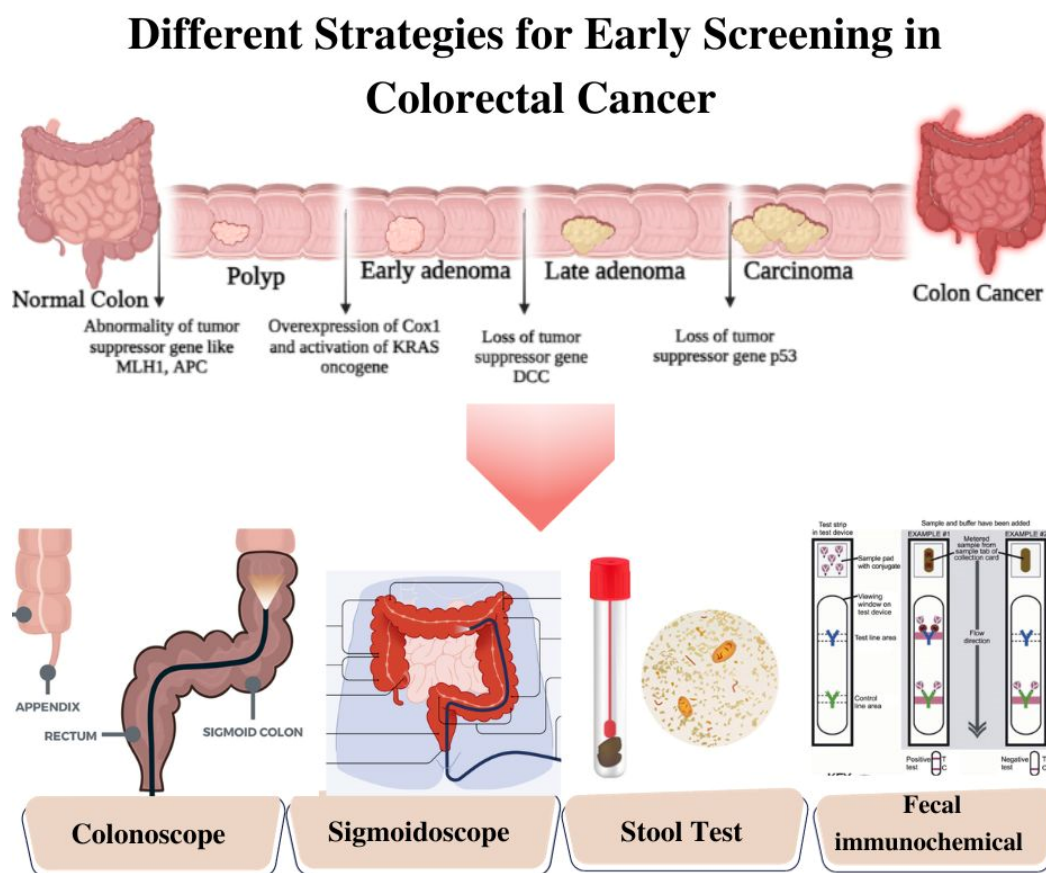 Different Strategies for Early Screening in
Colorectal Cancer
Normal Colon
Polyp
Early adenoma
Late adenoma
Carcinoma
Colon Cancer
Abnormality of tumor
suppressor gene like
MLH1, APC
Overexpression of Cox1
and activation of KRAS
oncogene
Loss of tumor
suppressor gene
DCC
Loss of tumor
suppressor gene p53
APPENDIX
RECTUM
SIGMOID COLON
Test strip
in test device
Sample and buffer have been added
EXAMPLE #1
EXAMPLE #2
Sample pad
with conjugate
Metered
sample from
sample tab of
collection card
Viewing
window on
test device
Test line area
Flow
direction
Control
line area
Positive
test
T
C
Negative
test
T
C
Colonoscope
Sigmoidoscope
Stool Test
Fecal
immunochemical